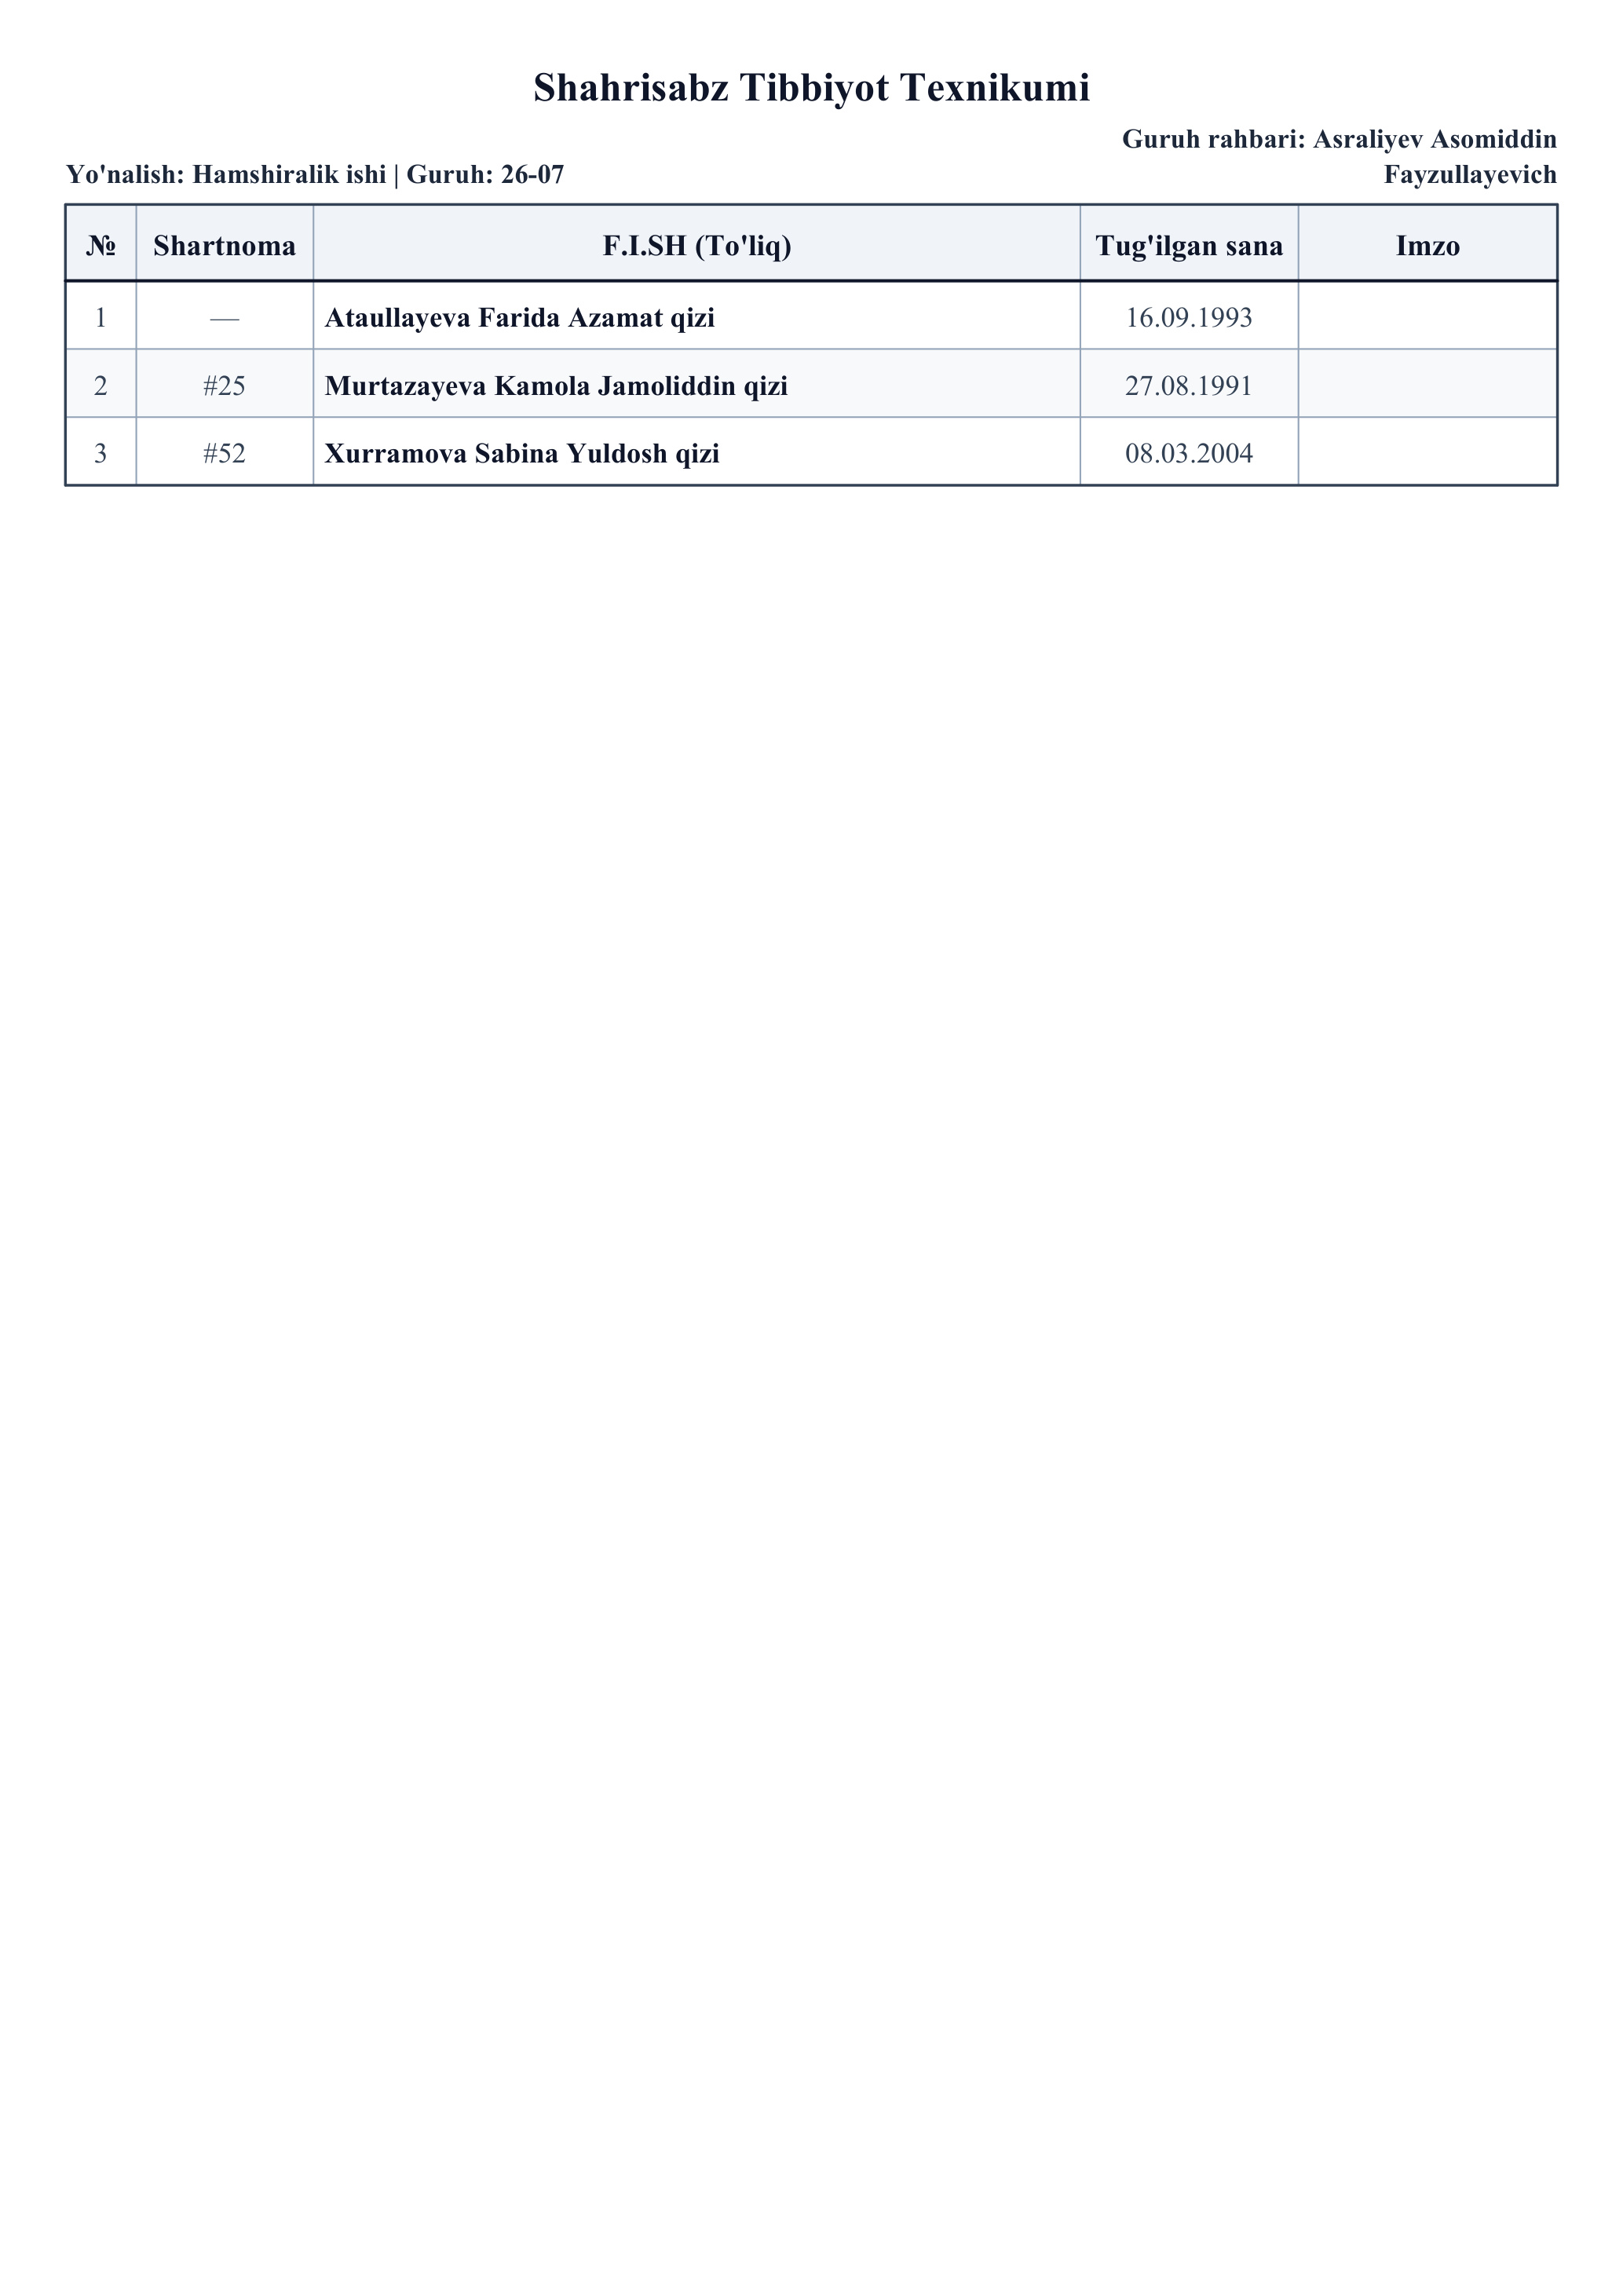 Shahrisabz Tibbiyot Texnikumi
Guruh rahbari: Asraliyev Asomiddin
Yo'nalish: Hamshiralik ishi | Guruh: 26-07 Fayzullayevich
№ Shartnoma F.I.SH (To'liq) Tug'ilgan sana Imzo
1 — Ataullayeva Farida Azamat qizi 16.09.1993
2 #25 Murtazayeva Kamola Jamoliddin qizi 27.08.1991
3 #52 Xurramova Sabina Yuldosh qizi 08.03.2004